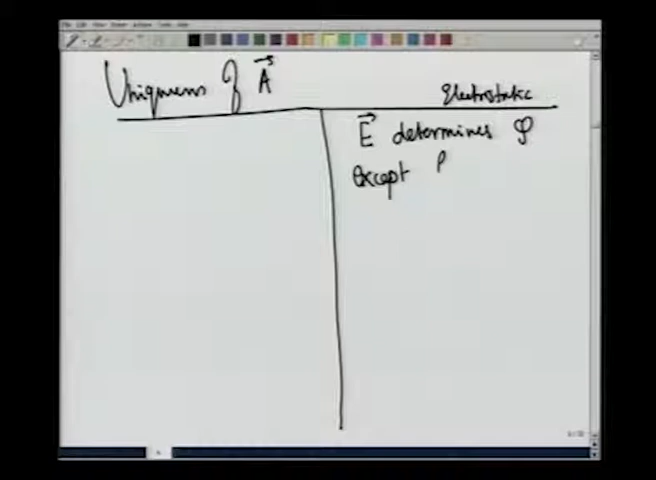 Uniqueness of A⃗
Electrostatic
E⃗ determines φ
except